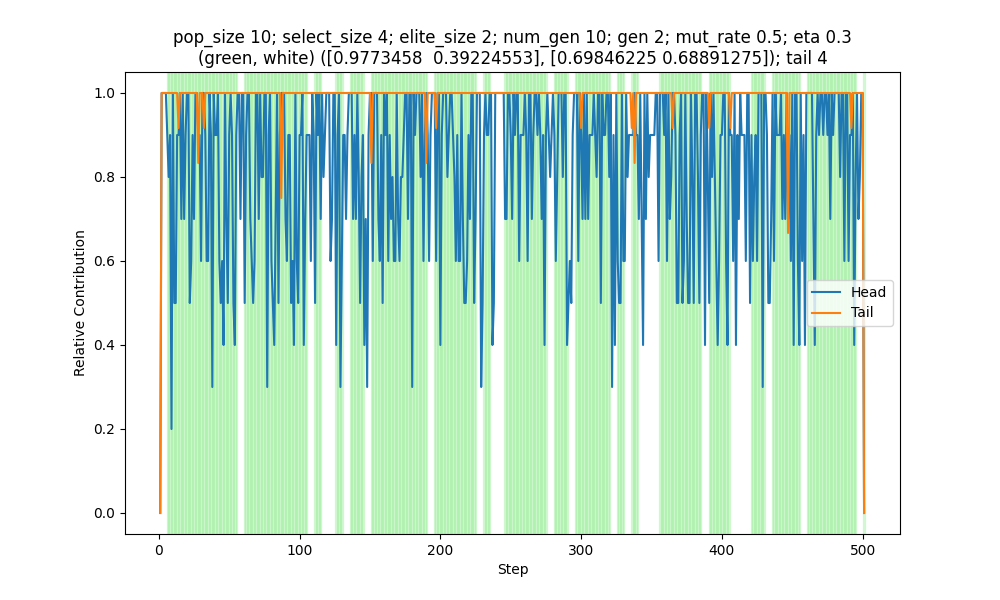 pop_size 10; select_size 4; elite_size 2; num_gen 10; gen 2; mut_rate 0.5; eta 0.3
(green, white) ([0.9773458  0.39224553], [0.69846225 0.68891275]); tail 4
1.0
0.8
0.6
0.4
0.2
0.0
Relative Contribution
Head
Tail
0
100
200
300
400
500
Step